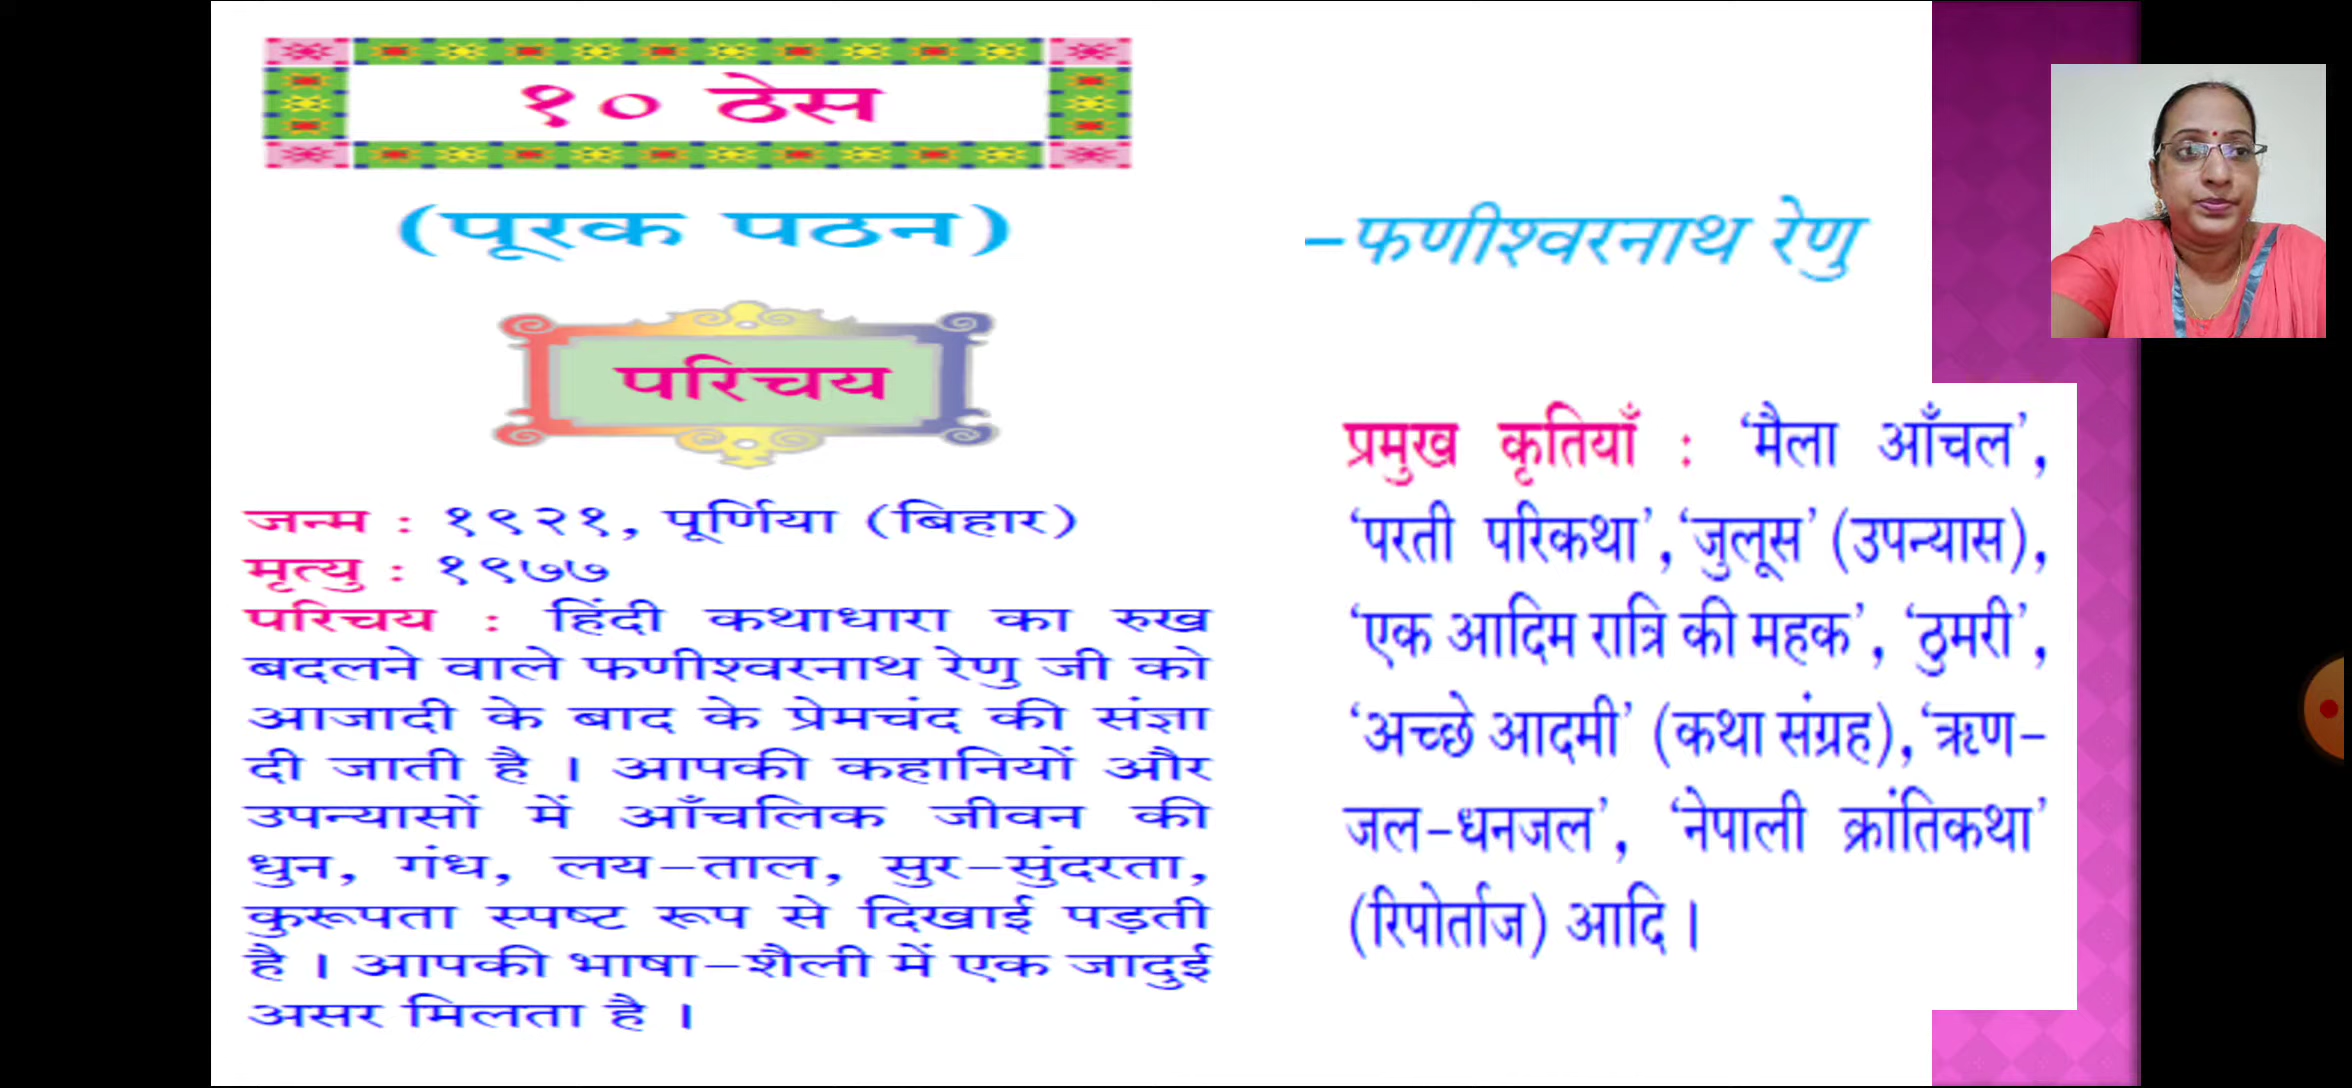 १० ठेस
(पूरक पठन)
–फणीश्वरनाथ रेणु
परिचय
जन्म : १९२१, पूर्णिया (बिहार)
मृत्यु : १९७७
परिचय : हिंदी कथाधारा का रुख
बदलने वाले फणीश्वरनाथ रेणु जी को
आजादी के बाद के प्रेमचंद की संज्ञा
दी जाती है । आपकी कहानियों और
उपन्यासों में आँचलिक जीवन की
धुन, गंध, लय–ताल, सुर–सुंदरता,
कुरूपता स्पष्ट रूप से दिखाई पड़ती
है । आपकी भाषा–शैली में एक जादुई
असर मिलता है ।
प्रमुख कृतियाँ : ‘मैला आँचल’,
‘परती परिकथा’,‘जुलूस’ (उपन्यास),
‘एक आदिम रात्रि की महक’, ‘ठुमरी’,
‘अच्छे आदमी’ (कथा संग्रह),‘ऋण–
जल–धनजल’, ‘नेपाली क्रांतिकथा’
(रिपोर्ताज) आदि ।